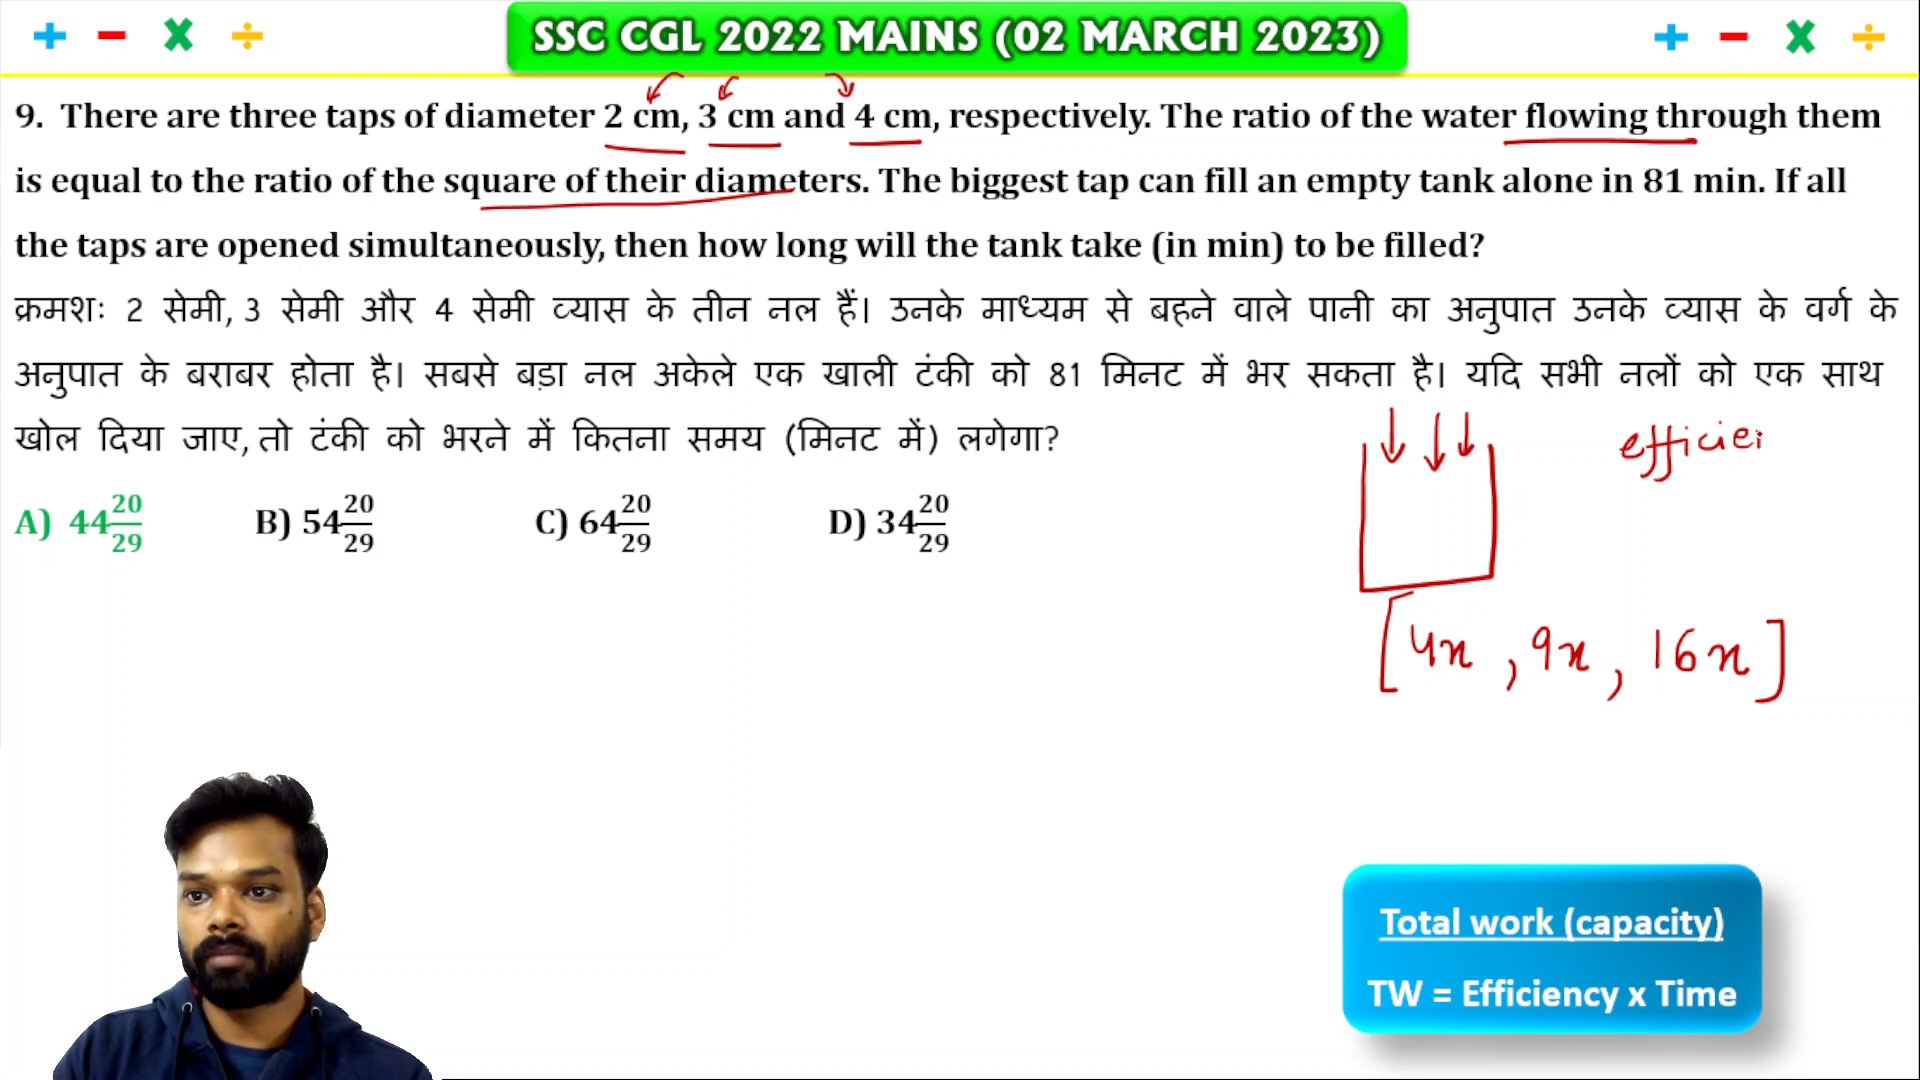 SSC CGL 2022 MAINS (02 MARCH 2023)
9. There are three taps of diameter 2 cm, 3 cm and 4 cm, respectively. The ratio of the water flowing through them
is equal to the ratio of the square of their diameters. The biggest tap can fill an empty tank alone in 81 min. If all
the taps are opened simultaneously, then how long will the tank take (in min) to be filled?
क्रमशः 2 सेमी, 3 सेमी और 4 सेमी व्यास के तीन नल हैं। उनके माध्यम से बहने वाले पानी का अनुपात उनके व्यास के वर्ग के
अनुपात के बराबर होता है। सबसे बड़ा नल अकेले एक खाली टंकी को 81 मिनट में भर सकता है। यदि सभी नलों को एक साथ
खोल दिया जाए, तो टंकी को भरने में कितना समय (मिनट में) लगेगा?
efficiei
A) 44 20/29 B) 54 20/29 C) 64 20/29 D) 34 20/29
[4x, 9x, 16x]
Total work (capacity)
TW = Efficiency x Time